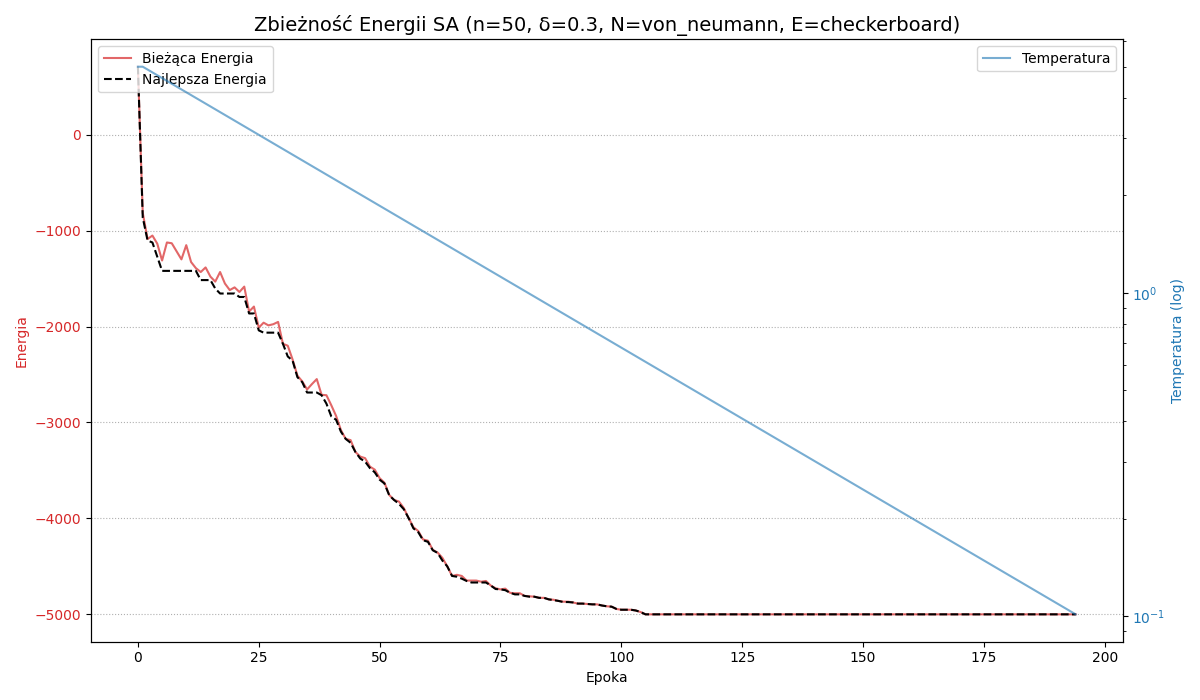 Zbieżność Energii SA (n=50, δ=0.3, N=von_neumann, E=checkerboard)
Bieżąca Energia
Najlepsza Energia
Temperatura
0
−1000
−2000
−3000
−4000
−5000
Energia
10⁰
10⁻¹
Temperatura (log)
0 25 50 75 100 125 150 175 200
Epoka